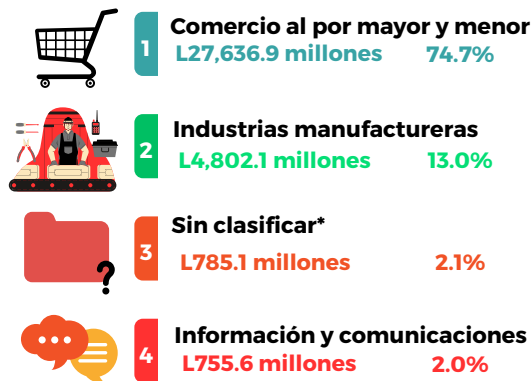 1
Comercio al por mayor y menor
L27,636.9 millones 74.7%
2
Industrias manufactureras
L4,802.1 millones 13.0%
3
Sin clasificar*
L785.1 millones 2.1%
?
4
Información y comunicaciones
L755.6 millones 2.0%